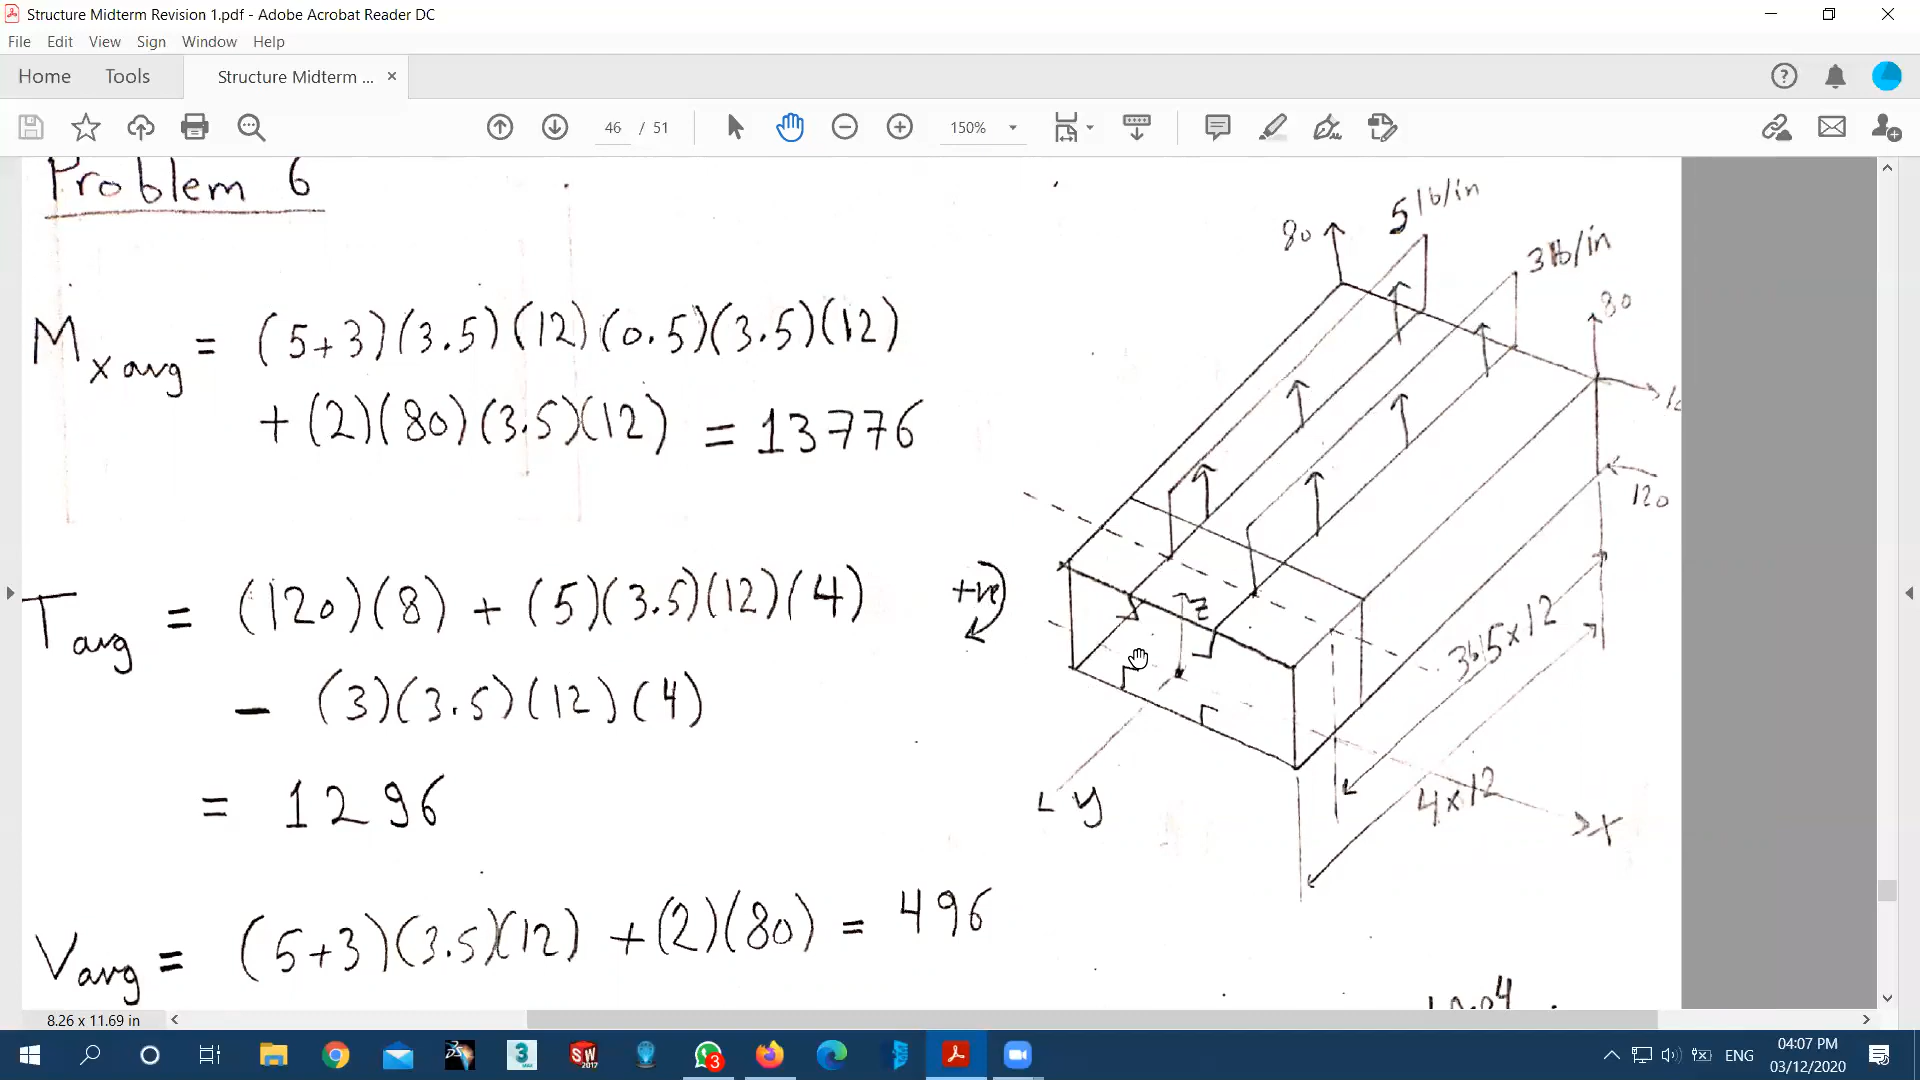 Structure Midterm Revision 1.pdf - Adobe Acrobat Reader DC
File Edit View Sign Window Help
Home Tools Structure Midterm ... ×
46 / 51 150%
Problem 6
M x avg = (5+3)(3.5)(12)(0.5)(3.5)(12)
+(2)(80)(3.5)(12) = 13776
T avg = (120)(8) + (5)(3.5)(12)(4)
- (3)(3.5)(12)(4)
= 1296
V avg = (5+3)(3.5)(12) + (2)(80) = 496
+ve
80
5 lb/in
3 lb/in
80
120
z
3.5x12
4x12
y
x
8.26 x 11.69 in
3
ENG
04:07 PM
03/12/2020